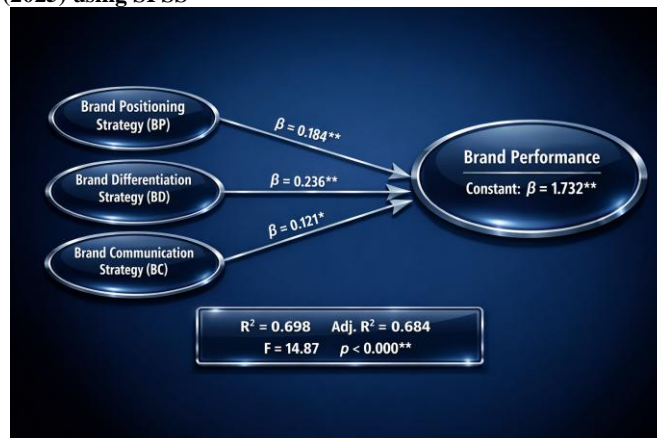 (2025) using SPSS
Brand Positioning
Strategy (BP)
β = 0.184**
Brand Differentiation
Strategy (BD)
β = 0.236**
Brand Communication
Strategy (BC)
β = 0.121*
Brand Performance
Constant: β = 1.732**
R² = 0.698 Adj. R² = 0.684
F = 14.87 p < 0.000**